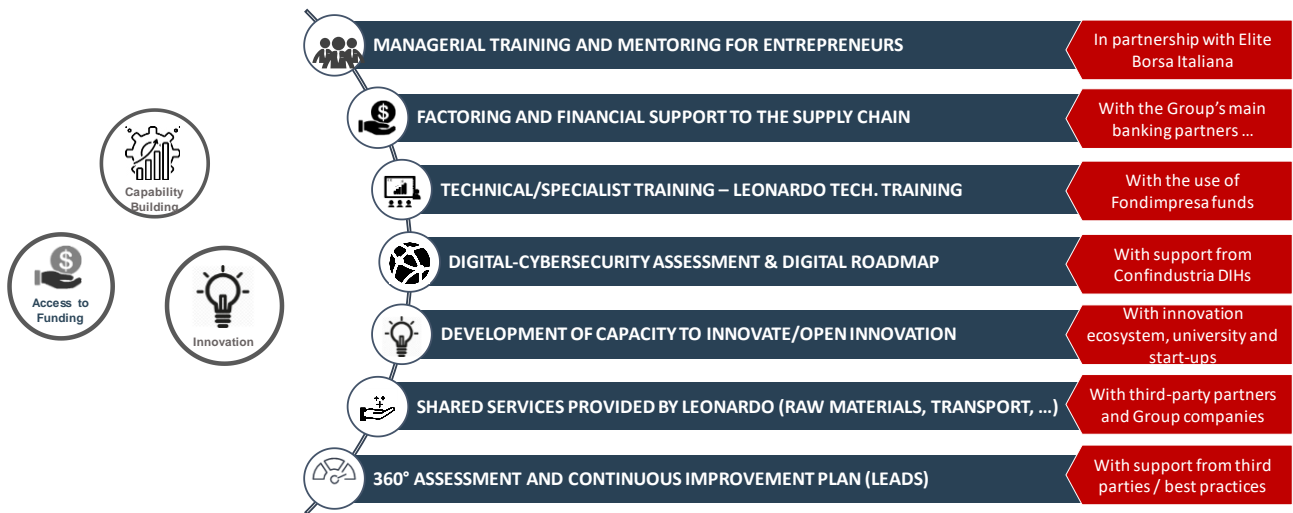 Capability
Building
Access to
Funding
Innovation
MANAGERIAL TRAINING AND MENTORING FOR ENTREPRENEURS
In partnership with Elite
Borsa Italiana
FACTORING AND FINANCIAL SUPPORT TO THE SUPPLY CHAIN
With the Group's main
banking partners ...
TECHNICAL/SPECIALIST TRAINING – LEONARDO TECH. TRAINING
With the use of
Fondimpresa funds
DIGITAL-CYBERSECURITY ASSESSMENT & DIGITAL ROADMAP
With support from
Confindustria DIHs
DEVELOPMENT OF CAPACITY TO INNOVATE/OPEN INNOVATION
With innovation
ecosystem, university and
start-ups
SHARED SERVICES PROVIDED BY LEONARDO (RAW MATERIALS, TRANSPORT, ...)
With third-party partners
and Group companies
360° ASSESSMENT AND CONTINUOUS IMPROVEMENT PLAN (LEADS)
With support from third
parties / best practices